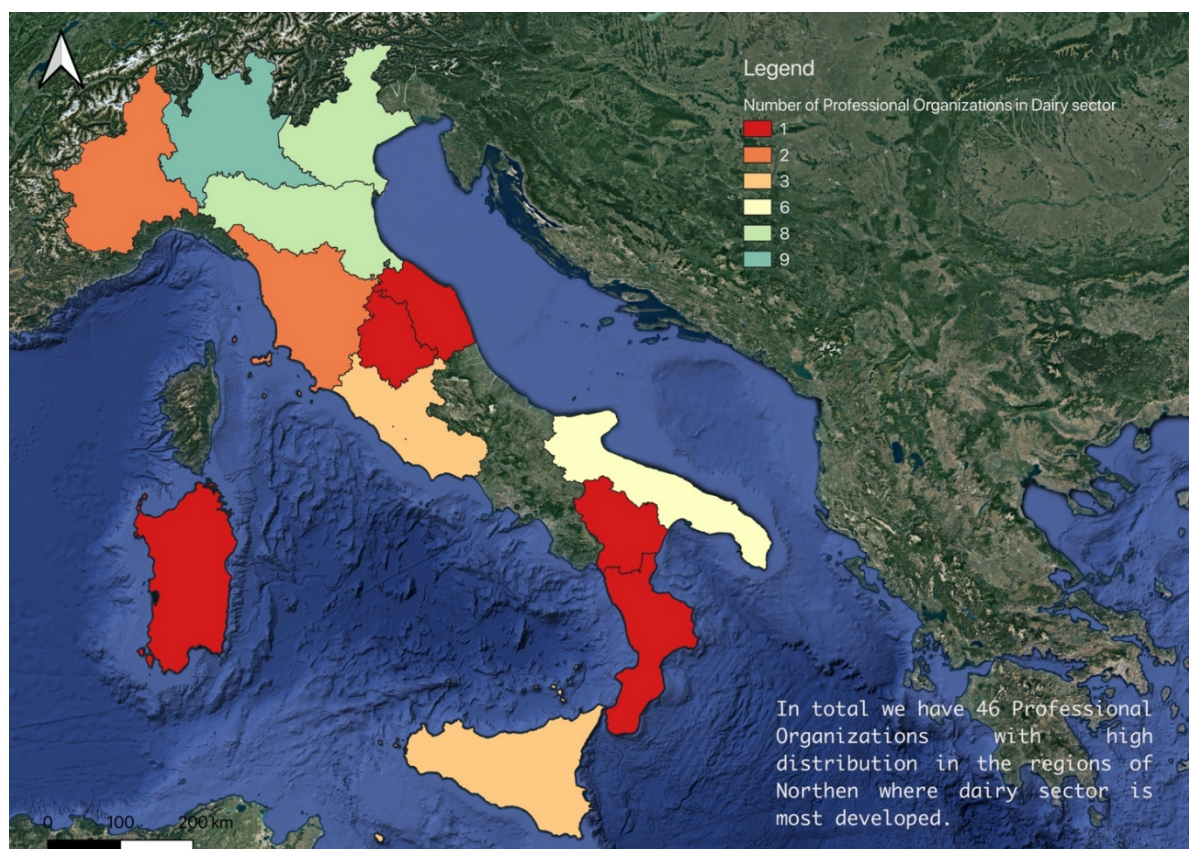 Legend
Number of Professional Organizations in Dairy sector
1
2
3
6
8
9
In total we have 46 Professional
Organizations with high
distribution in the regions of
Northen where dairy sector is
most developed.
0 100 200 km